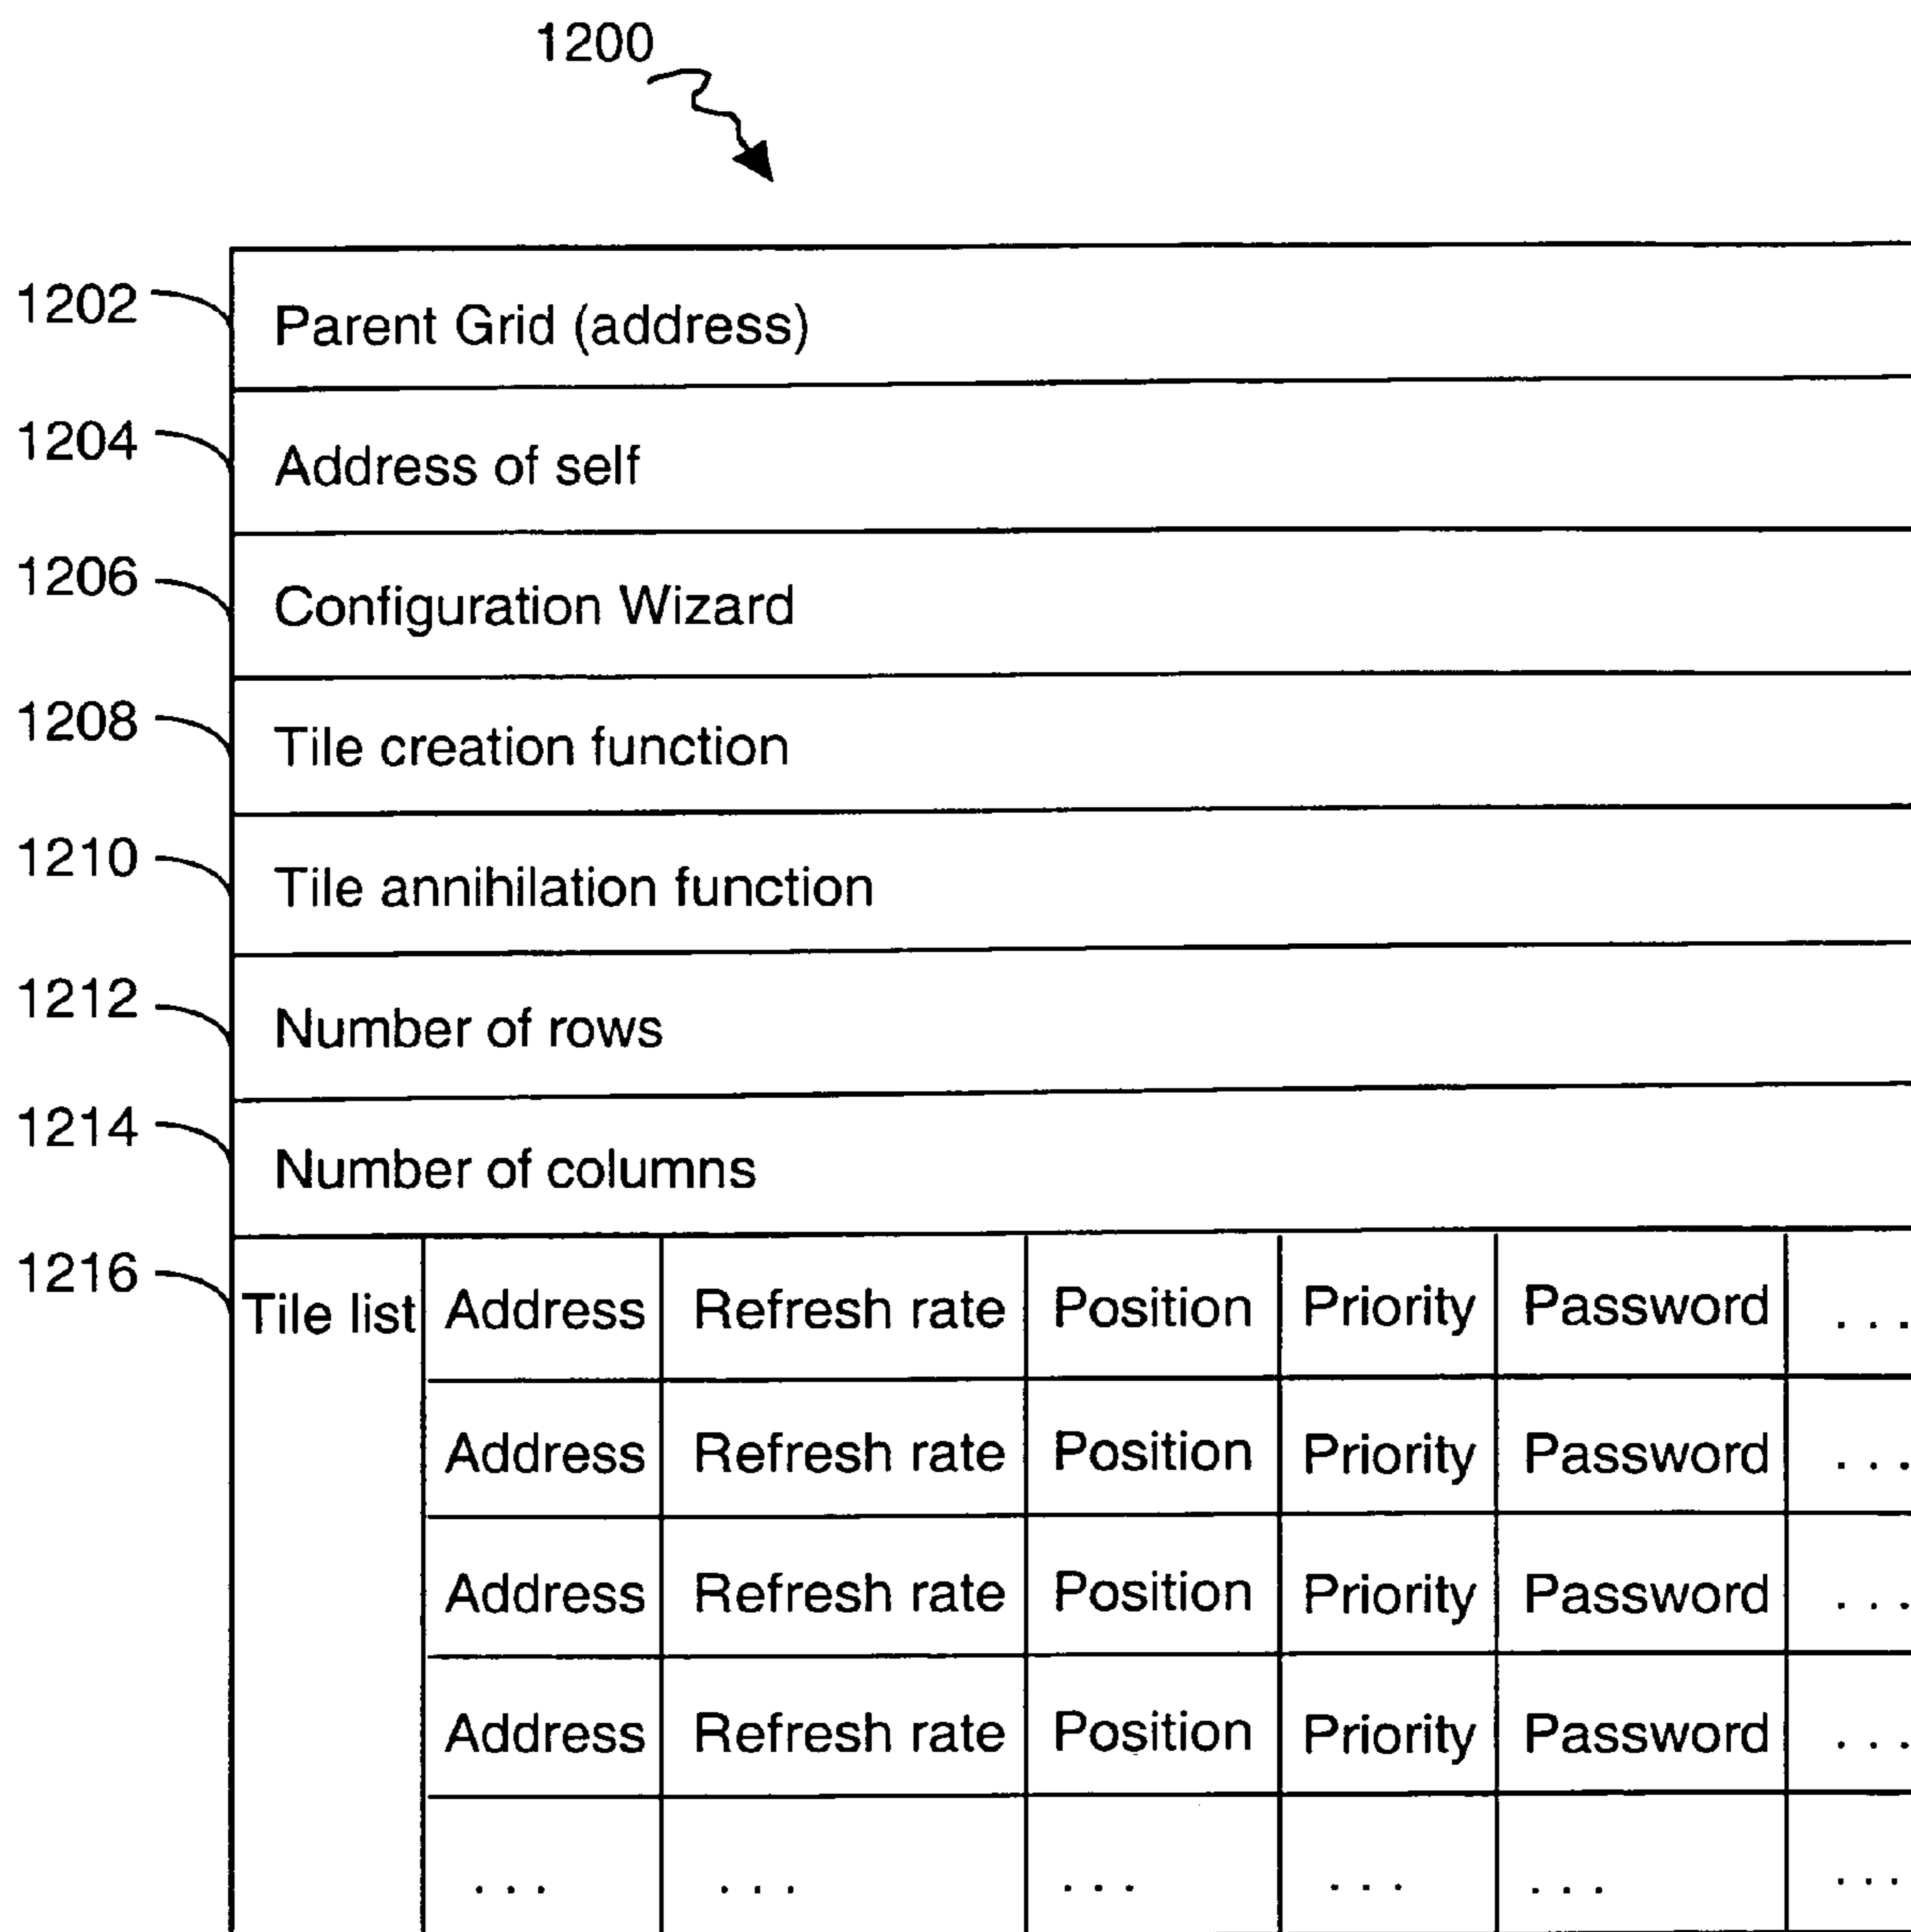 1200
1202 Parent Grid (address)
1204 Address of self
1206 Configuration Wizard
1208 Tile creation function
1210 Tile annihilation function
1212 Number of rows
1214 Number of columns
1216 Tile list Address Refresh rate Position Priority Password ...
Address Refresh rate Position Priority Password ...
Address Refresh rate Position Priority Password ...
Address Refresh rate Position Priority Password ...
... ... ... ... ... ...